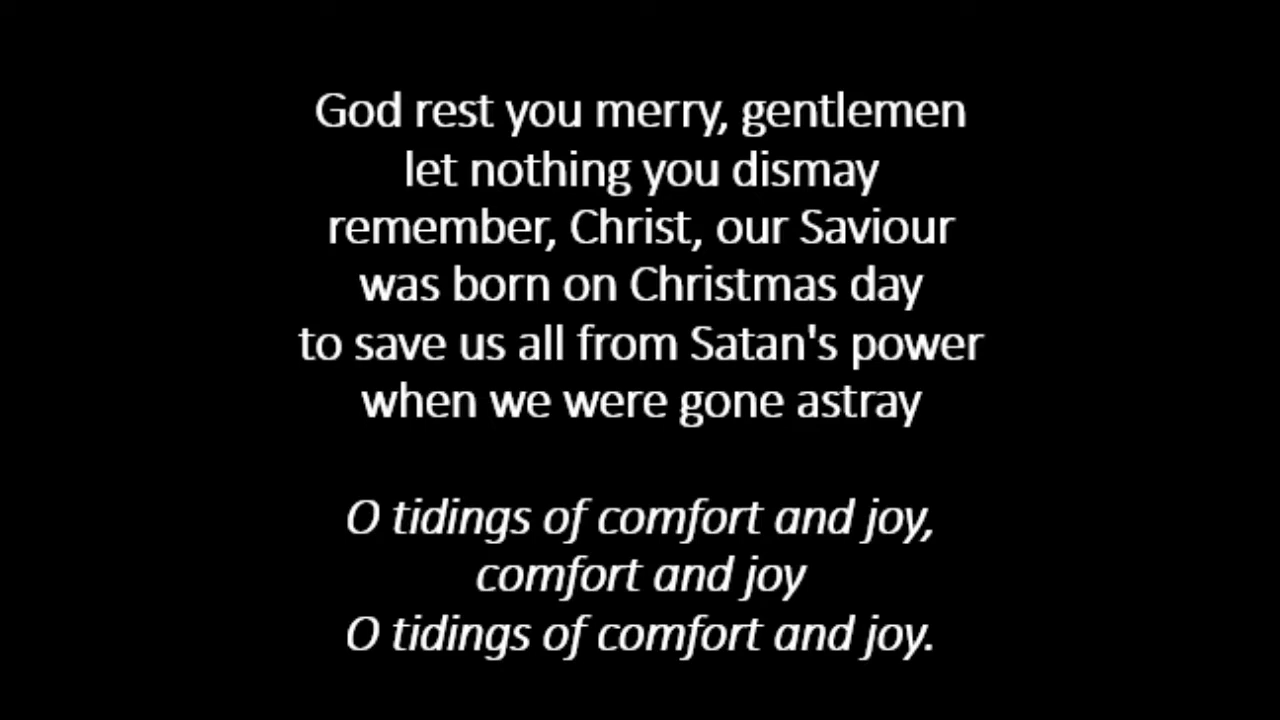 God rest you merry, gentlemen
let nothing you dismay
remember, Christ, our Saviour
was born on Christmas day
to save us all from Satan's power
when we were gone astray
O tidings of comfort and joy,
comfort and joy
O tidings of comfort and joy.